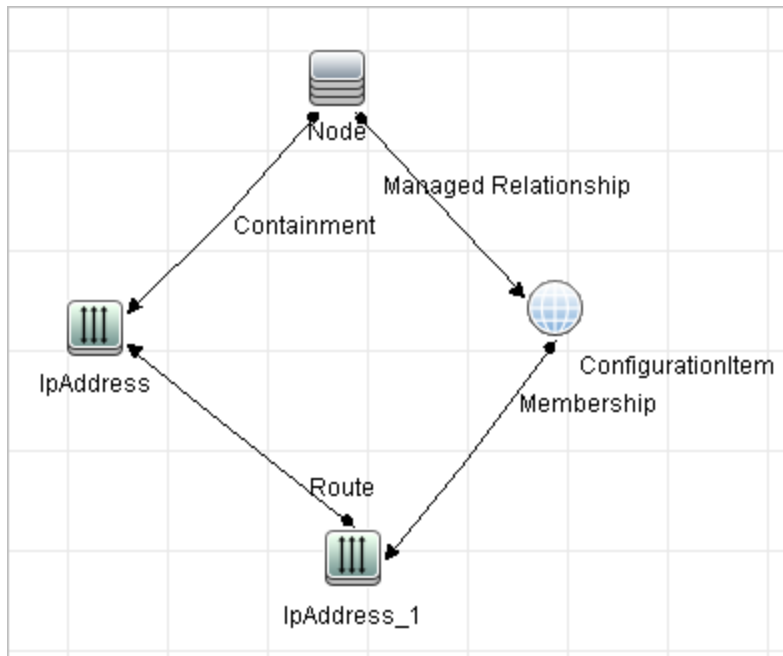 Node
Managed Relationship
Containment
ConfigurationItem
IpAddress
Membership
Route
IpAddress_1